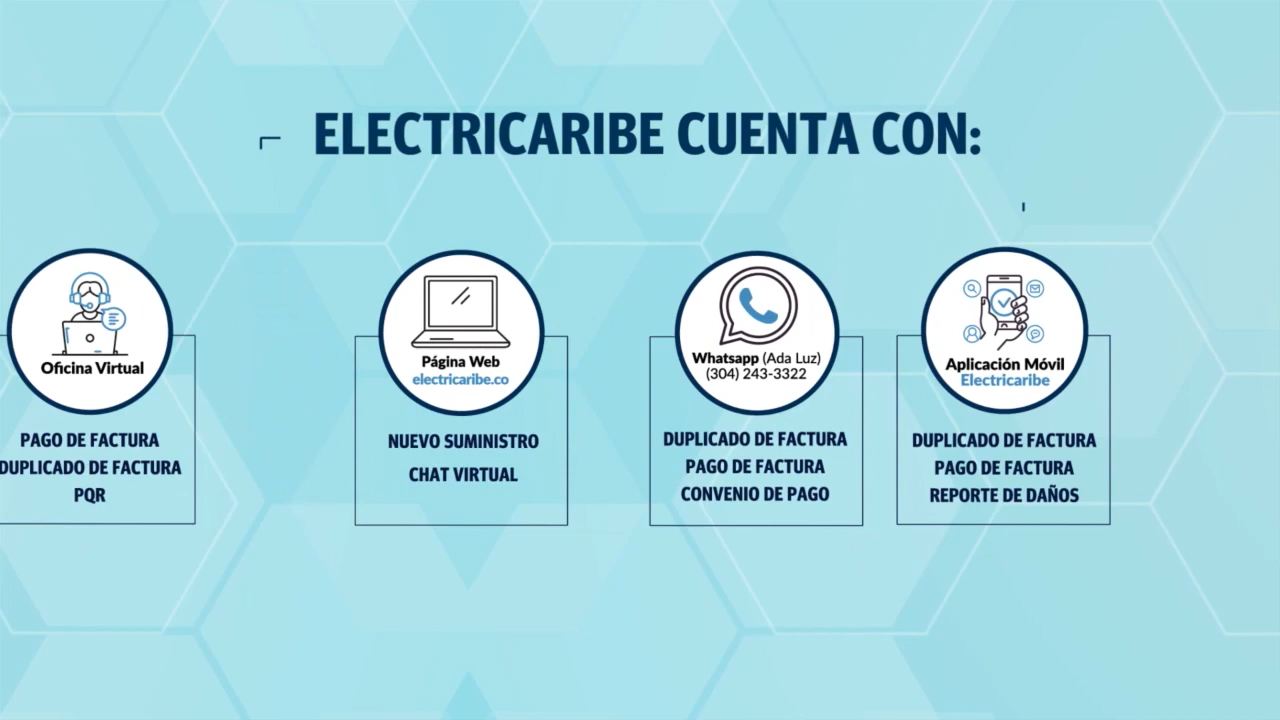 ELECTRICARIBE CUENTA CON:
Oficina Virtual
PAGO DE FACTURA
DUPLICADO DE FACTURA
PQR
Página Web
electricaribe.co
NUEVO SUMINISTRO
CHAT VIRTUAL
Whatsapp (Ada Luz)
(304) 243-3322
DUPLICADO DE FACTURA
PAGO DE FACTURA
CONVENIO DE PAGO
Aplicación Móvil
Electricaribe
DUPLICADO DE FACTURA
PAGO DE FACTURA
REPORTE DE DAÑOS